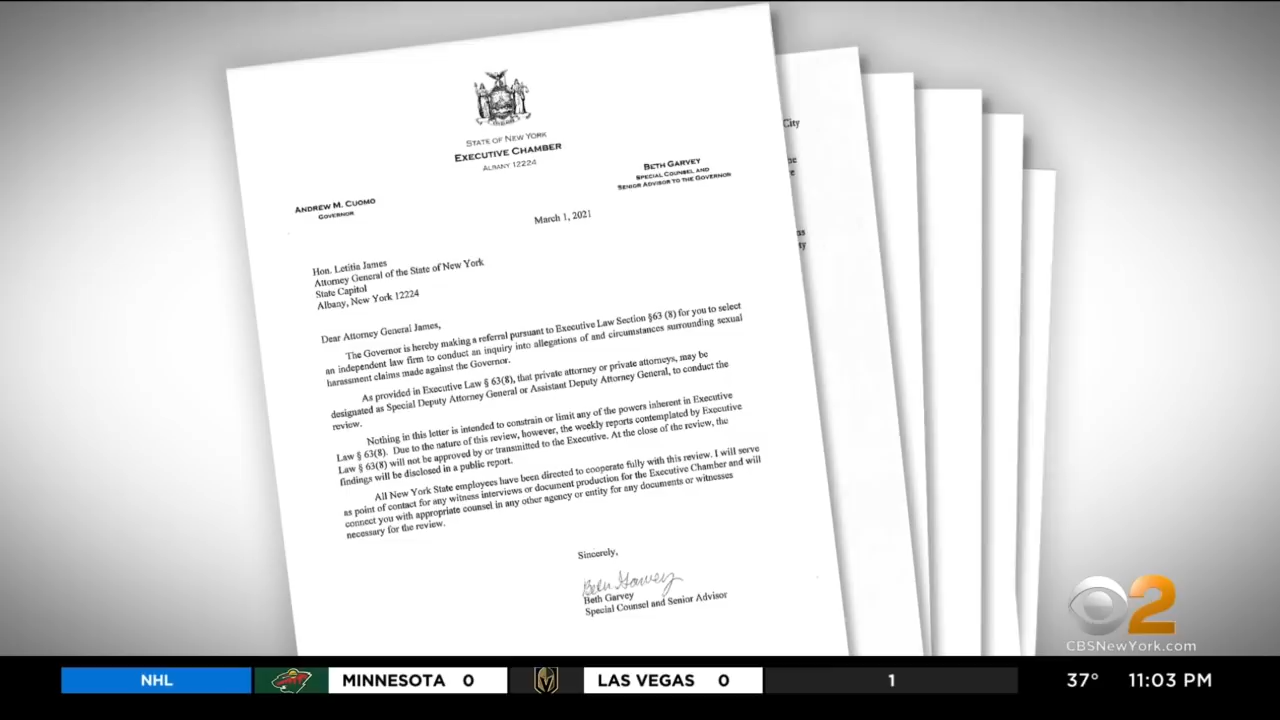 STATE OF NEW YORK
EXECUTIVE CHAMBER
ALBANY 12224
BETH GARVEY
SPECIAL COUNSEL AND
SENIOR ADVISOR TO THE GOVERNOR
ANDREW M. CUOMO
GOVERNOR
March 1, 2021
Hon. Letitia James
Attorney General of the State of New York
State Capitol
Albany, New York 12224
Dear Attorney General James,
The Governor is hereby making a referral pursuant to Executive Law Section §63 (8) for you to select
an independent law firm to conduct an inquiry into allegations of and circumstances surrounding sexual
harassment claims made against the Governor.
As provided in Executive Law § 63(8), that private attorney or private attorneys, may be
designated as Special Deputy Attorney General or Assistant Deputy Attorney General, to conduct the
review.
Nothing in this letter is intended to constrain or limit any of the powers inherent in Executive
Law § 63(8). Due to the nature of this review, however, the weekly reports contemplated by Executive
Law § 63(8) will not be approved by or transmitted to the Executive. At the close of the review, the
findings will be disclosed in a public report.
All New York State employees have been directed to cooperate fully with this review. I will serve
as point of contact for any witness interviews or document production for the Executive Chamber and will
connect you with appropriate counsel in any other agency or entity for any documents or witnesses
necessary for the review.
Sincerely,
Beth Garvey
Beth Garvey
Special Counsel and Senior Advisor
City
2
CBSNewYork.com
NHL MINNESOTA 0 LAS VEGAS 0 1 37° 11:03 PM